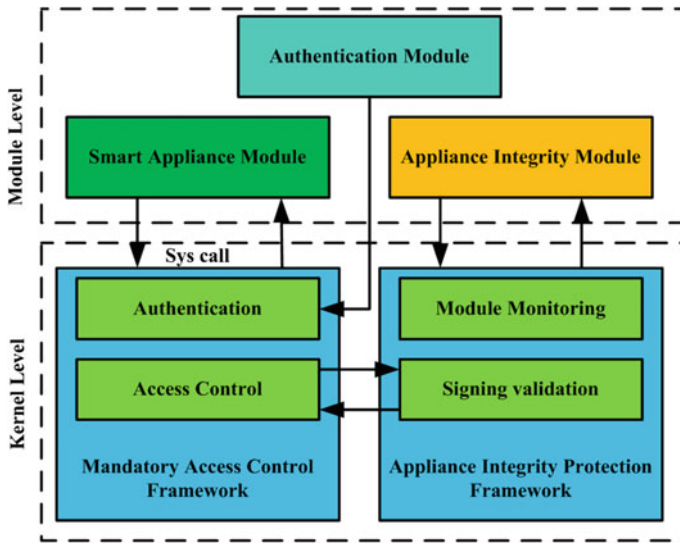 Module Level
Authentication Module
Smart Appliance Module
Appliance Integrity Module
Kernel Level
Sys call
Authentication
Access Control
Mandatory Access Control
Framework
Module Monitoring
Signing validation
Appliance Integrity Protection
Framework